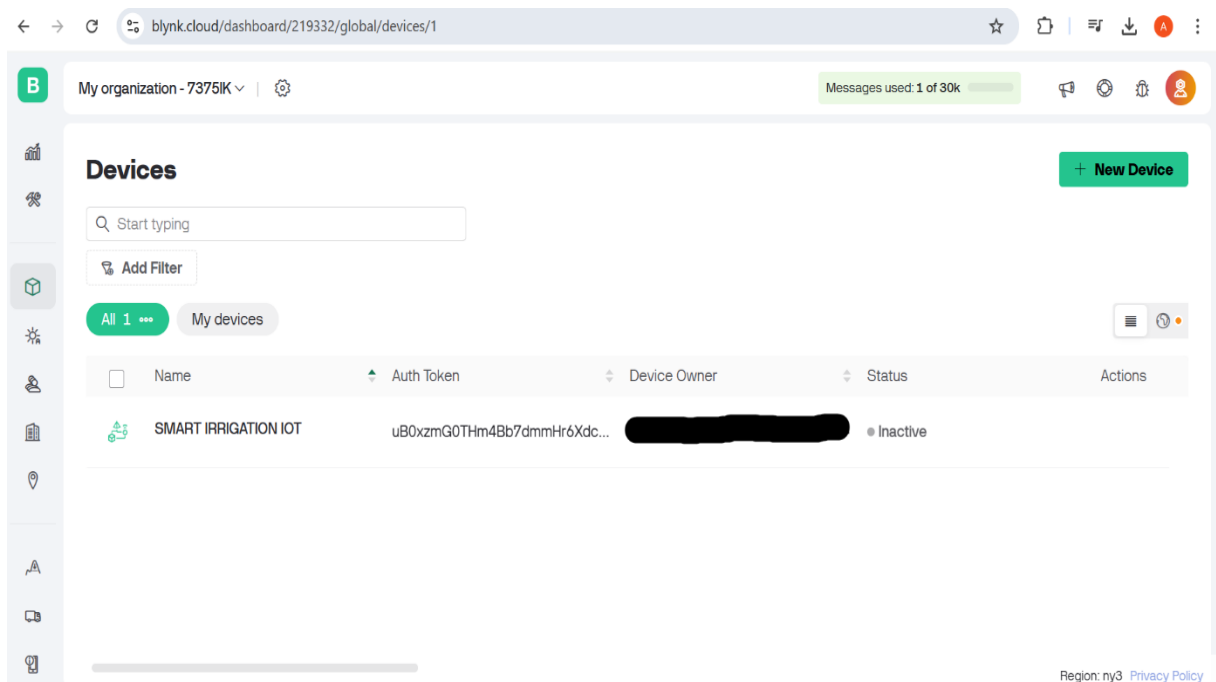 blynk.cloud/dashboard/219332/global/devices/1
A
B
My organization - 7375IK
Messages used: 1 of 30k
Devices
+ New Device
Start typing
Add Filter
All 1
My devices
Name Auth Token Device Owner Status Actions
SMART IRRIGATION IOT uB0xzmG0THm4Bb7dmmHr6Xdc... Inactive
Region: ny3 Privacy Policy